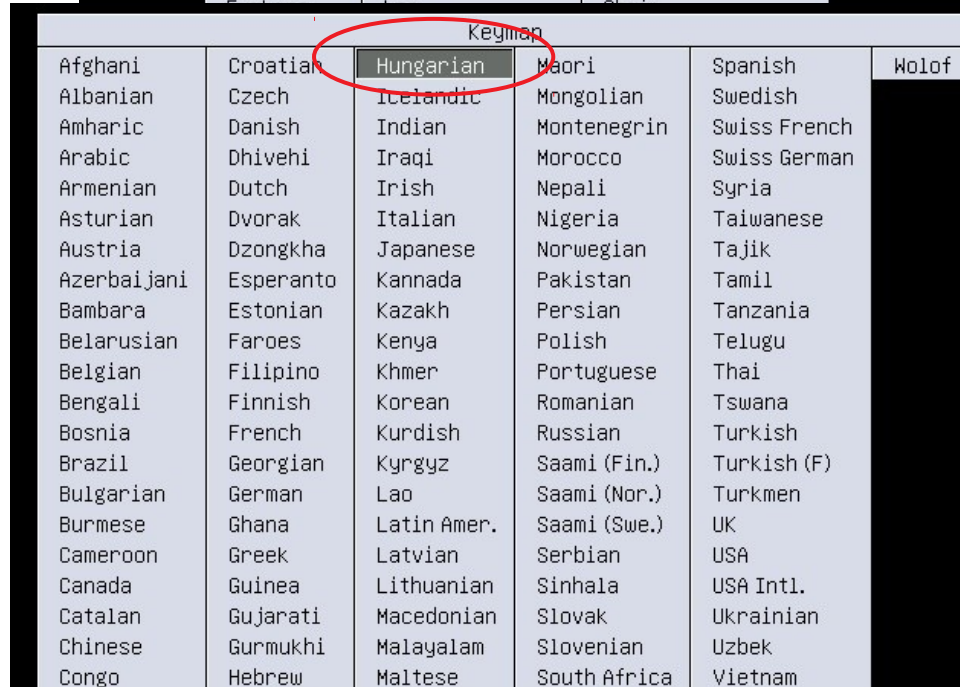 Keymap
Afghani Croatian Hungarian Maori Spanish Wolof
Albanian Czech Icelandic Mongolian Swedish
Amharic Danish Indian Montenegrin Swiss French
Arabic Dhivehi Iraqi Morocco Swiss German
Armenian Dutch Irish Nepali Syria
Asturian Dvorak Italian Nigeria Taiwanese
Austria Dzongkha Japanese Norwegian Tajik
Azerbaijani Esperanto Kannada Pakistan Tamil
Bambara Estonian Kazakh Persian Tanzania
Belarusian Faroes Kenya Polish Telugu
Belgian Filipino Khmer Portuguese Thai
Bengali Finnish Korean Romanian Tswana
Bosnia French Kurdish Russian Turkish
Brazil Georgian Kyrgyz Saami (Fin.) Turkish (F)
Bulgarian German Lao Saami (Nor.) Turkmen
Burmese Ghana Latin Amer. Saami (Swe.) UK
Cameroon Greek Latvian Serbian USA
Canada Guinea Lithuanian Sinhala USA Intl.
Catalan Gujarati Macedonian Slovak Ukrainian
Chinese Gurmukhi Malayalam Slovenian Uzbek
Congo Hebrew Maltese South Africa Vietnam